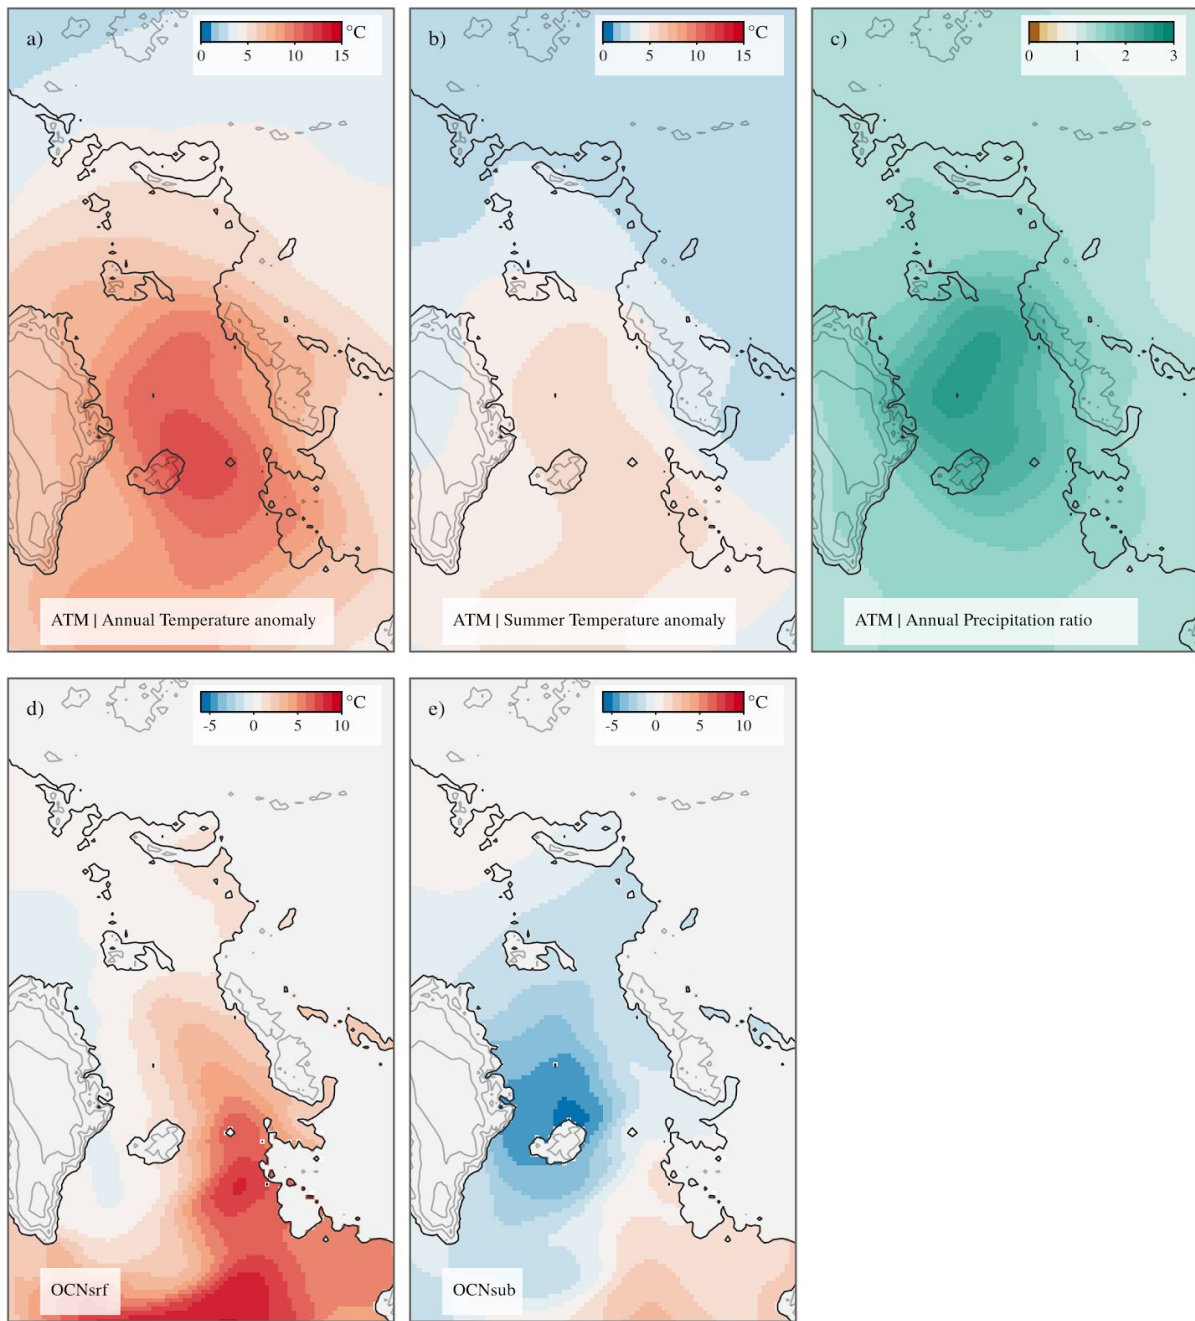 a)
°C
0 5 10 15
ATM | Annual Temperature anomaly
b)
°C
0 5 10 15
ATM | Summer Temperature anomaly
c)
0 1 2 3
ATM | Annual Precipitation ratio
d)
°C
-5 0 5 10
OCNsrf
e)
°C
-5 0 5 10
OCNsub